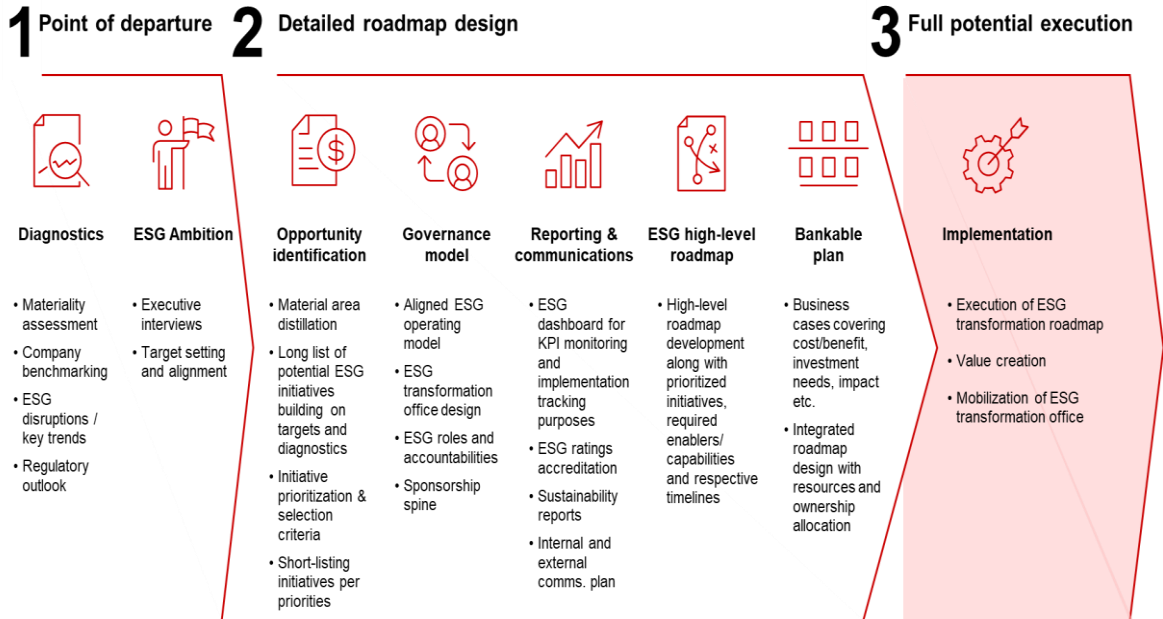 1 Point of departure
2 Detailed roadmap design
3 Full potential execution
$
Diagnostics
• Materiality
assessment
• Company
benchmarking
• ESG
disruptions /
key trends
• Regulatory
outlook
ESG Ambition
• Executive
interviews
• Target setting
and alignment
Opportunity
identification
• Material area
distillation
• Long list of
potential ESG
initiatives
building on
targets and
diagnostics
• Initiative
prioritization &
selection
criteria
• Short-listing
initiatives per
priorities
Governance
model
• Aligned ESG
operating
model
• ESG
transformation
office design
• ESG roles and
accountabilities
• Sponsorship
spine
Reporting &
communications
• ESG
dashboard for
KPI monitoring
and
implementation
tracking
purposes
• ESG ratings
accreditation
• Sustainability
reports
• Internal and
external
comms. plan
ESG high-level
roadmap
• High-level
roadmap
development
along with
prioritized
initiatives,
required
enablers/
capabilities
and respective
timelines
Bankable
plan
• Business
cases covering
cost/benefit,
investment
needs, impact
etc.
• Integrated
roadmap
design with
resources and
ownership
allocation
Implementation
• Execution of ESG
transformation roadmap
• Value creation
• Mobilization of ESG
transformation office